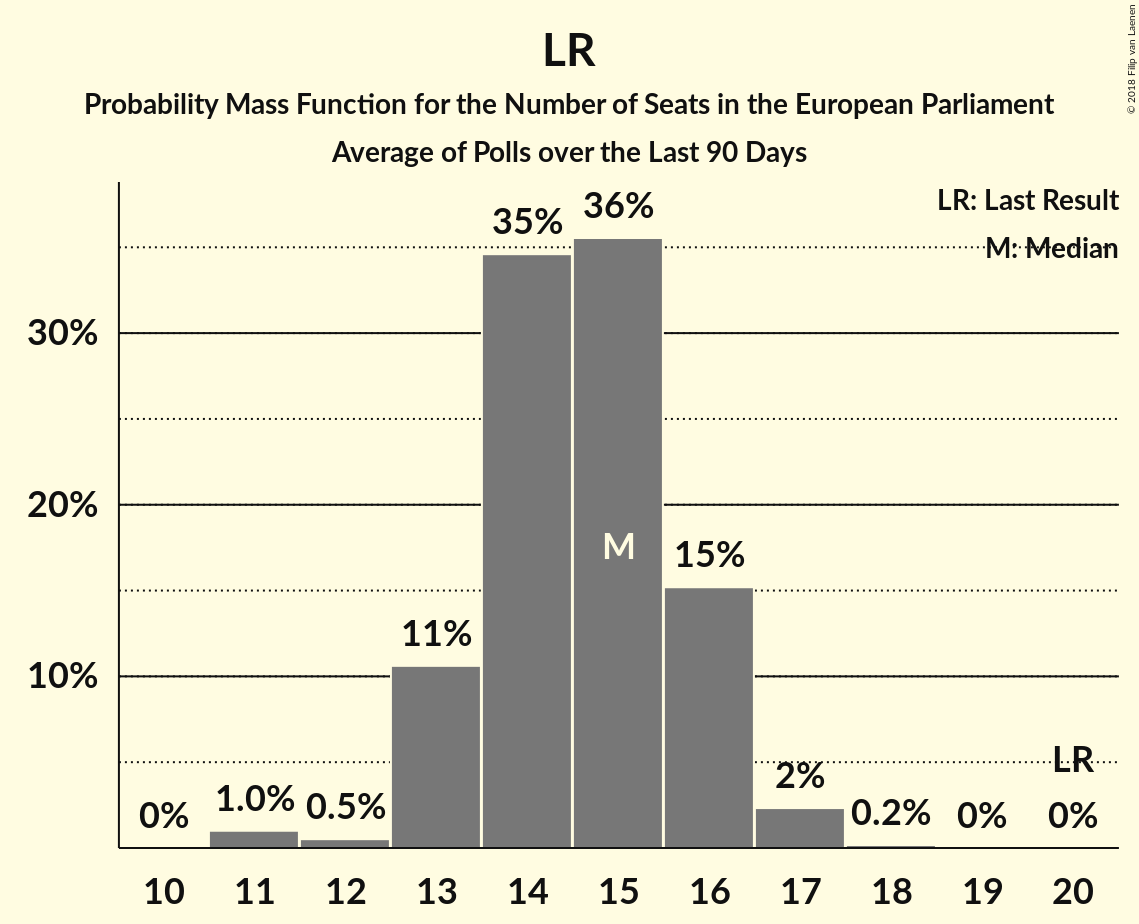 LR
Probability Mass Function for the Number of Seats in the European Parliament
Average of Polls over the Last 90 Days
© 2018 Filip van Laenen
LR: Last Result
M: Median
35%
36%
30%
20%
M
15%
11%
10%
LR
2%
0%
1.0%
0.5%
0.2%
0%
0%
10 11 12 13 14 15 16 17 18 19 20